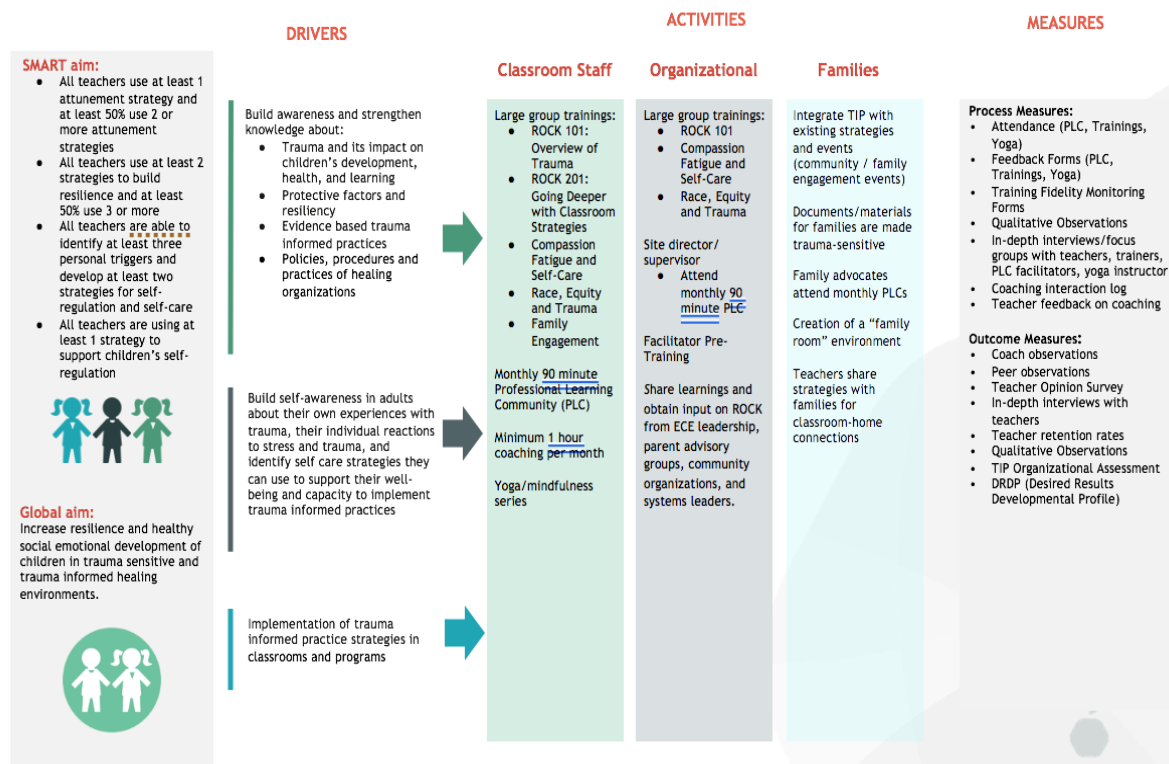 DRIVERS
ACTIVITIES
MEASURES
SMART aim:
● All teachers use at least 1
attunement strategy and
at least 50% use 2 or
more attunement
strategies
● All teachers use at least 2
strategies to build
resilience and at least
50% use 3 or more
● All teachers are able to
identify at least three
personal triggers and
develop at least two
strategies for self-
regulation and self-care
● All teachers are using at
least 1 strategy to
support children's self-
regulation
Global aim:
Increase resilience and healthy
social emotional development of
children in trauma sensitive and
trauma informed healing
environments.
Build awareness and strengthen
knowledge about:
● Trauma and its impact on
children's development,
health, and learning
● Protective factors and
resiliency
● Evidence based trauma
informed practices
● Policies, procedures and
practices of healing
organizations
Build self-awareness in adults
about their own experiences with
trauma, their individual reactions
to stress and trauma, and
identify self care strategies they
can use to support their well-
being and capacity to implement
trauma informed practices
Implementation of trauma
informed practice strategies in
classrooms and programs
Classroom Staff
Large group trainings:
● ROCK 101:
Overview of
Trauma
● ROCK 201:
Going Deeper
with Classroom
Strategies
● Compassion
Fatigue and
Self-Care
● Race, Equity
and Trauma
● Family
Engagement
Monthly 90 minute
Professional Learning
Community (PLC)
Minimum 1 hour
coaching per month
Yoga/mindfulness
series
Organizational
Large group trainings:
● ROCK 101
● Compassion
Fatigue and
Self-Care
● Race, Equity
and Trauma
Site director/
supervisor
● Attend
monthly 90
minute PLC
Facilitator Pre-
Training
Share learnings and
obtain input on ROCK
from ECE leadership,
parent advisory
groups, community
organizations, and
systems leaders.
Families
Integrate TIP with
existing strategies
and events
(community / family
engagement events)
Documents/materials
for families are made
trauma-sensitive
Family advocates
attend monthly PLCs
Creation of a "family
room" environment
Teachers share
strategies with
families for
classroom-home
connections
Process Measures:
• Attendance (PLC, Trainings,
Yoga)
• Feedback Forms (PLC,
Trainings, Yoga)
• Training Fidelity Monitoring
Forms
• Qualitative Observations
• In-depth interviews/focus
groups with teachers, trainers,
PLC facilitators, yoga instructor
• Coaching interaction log
• Teacher feedback on coaching
Outcome Measures:
• Coach observations
• Peer observations
• Teacher Opinion Survey
• In-depth interviews with
teachers
• Teacher retention rates
• Qualitative Observations
• TIP Organizational Assessment
• DRDP (Desired Results
Developmental Profile)